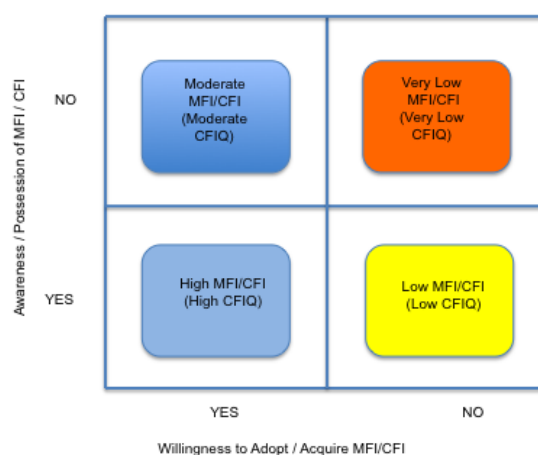 Awareness / Possession of MFI / CFI
NO
Moderate
MFI/CFI
(Moderate
CFIQ)
Very Low
MFI/CFI
(Very Low
CFIQ)
YES
High MFI/CFI
(High CFIQ)
Low MFI/CFI
(Low CFIQ)
YES
NO
Willingness to Adopt / Acquire MFI/CFI